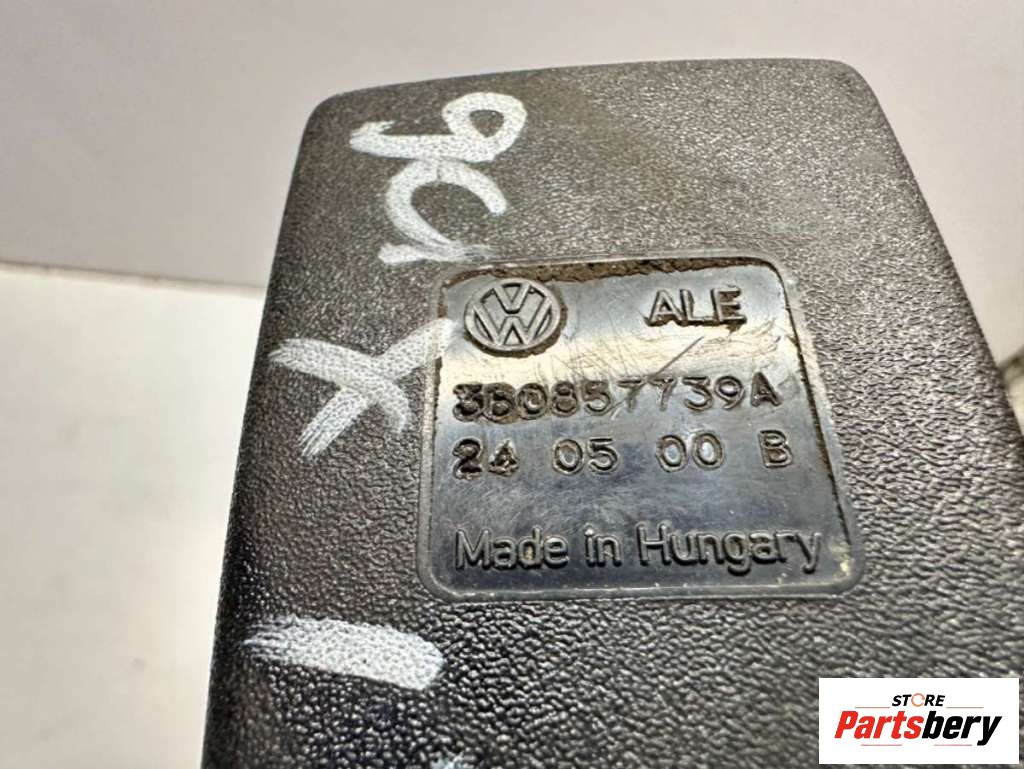 ALE
3B0857739A
24 05 00 B
Made in Hungary
STORE
Partsbery